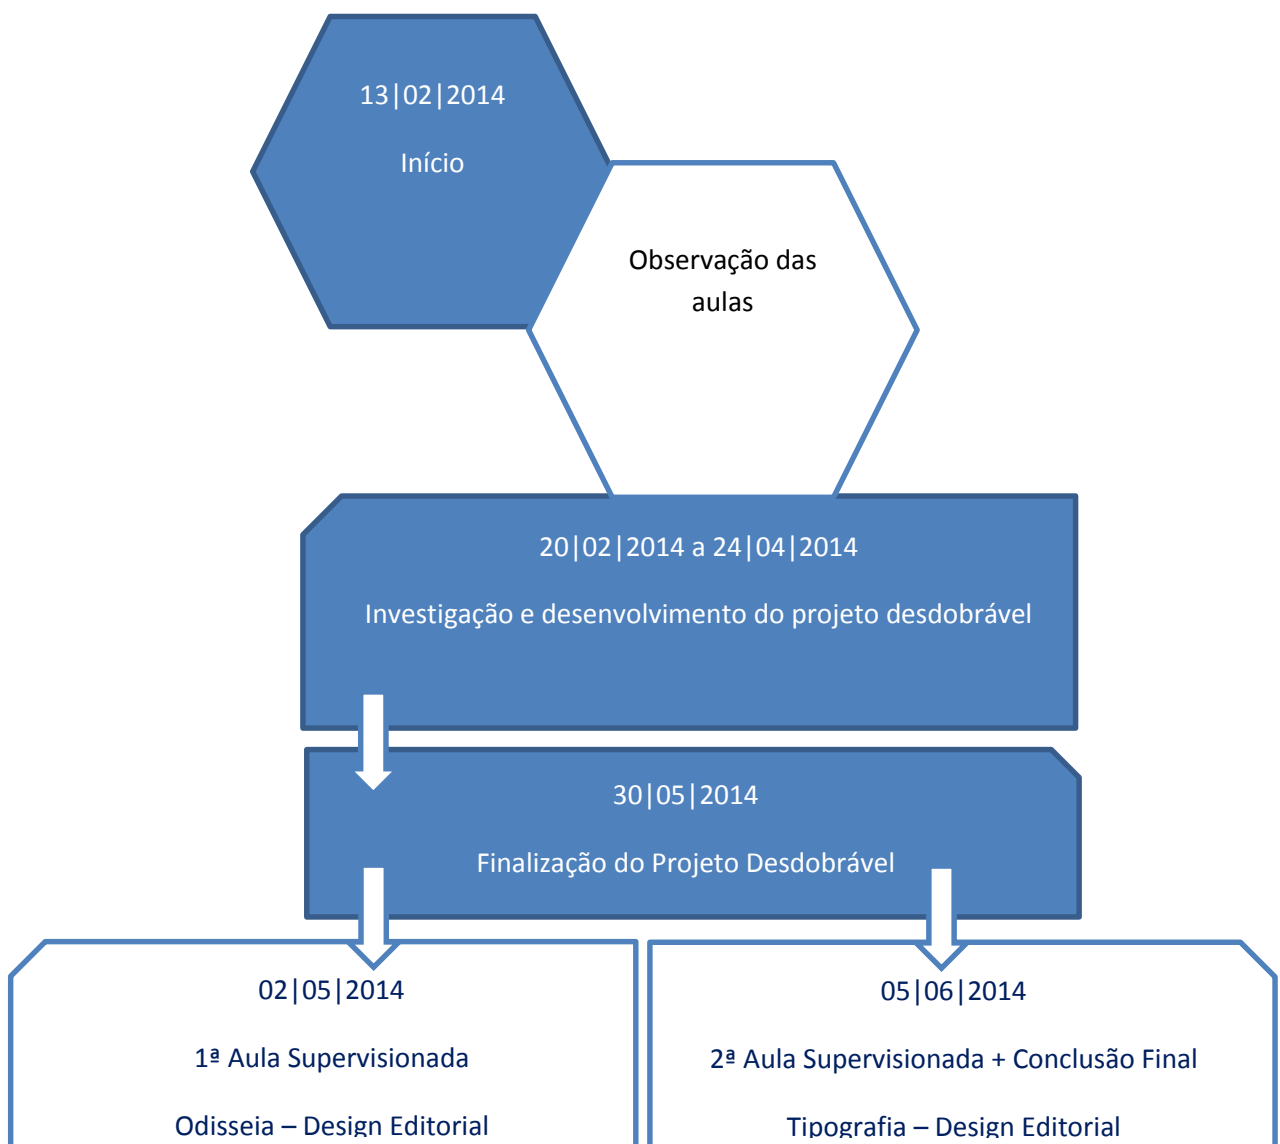 13|02|2014
Início
Observação das
aulas
20|02|2014 a 24|04|2014
Investigação e desenvolvimento do projeto desdobrável
30|05|2014
Finalização do Projeto Desdobrável
02|05|2014
1ª Aula Supervisionada
Odisseia – Design Editorial
05|06|2014
2ª Aula Supervisionada + Conclusão Final
Tipografia – Design Editorial